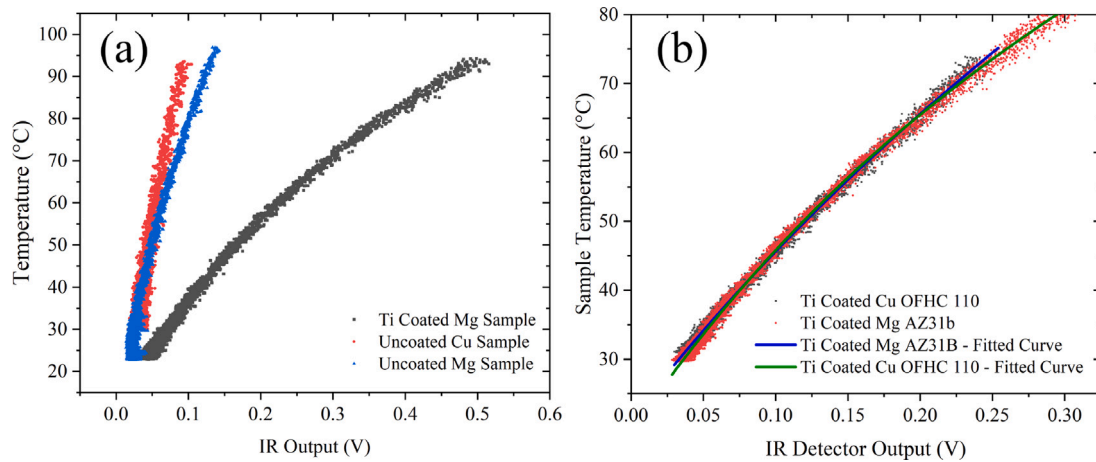 (a)
Temperature (°C)
100
90
80
70
60
50
40
30
20
Ti Coated Mg Sample
Uncoated Cu Sample
Uncoated Mg Sample
0.0 0.1 0.2 0.3 0.4 0.5 0.6
IR Output (V)
(b)
Sample Temperature (°C)
80
70
60
50
40
30
Ti Coated Cu OFHC 110
Ti Coated Mg AZ31b
Ti Coated Mg AZ31B - Fitted Curve
Ti Coated Cu OFHC 110 - Fitted Curve
0.00 0.05 0.10 0.15 0.20 0.25 0.30
IR Detector Output (V)